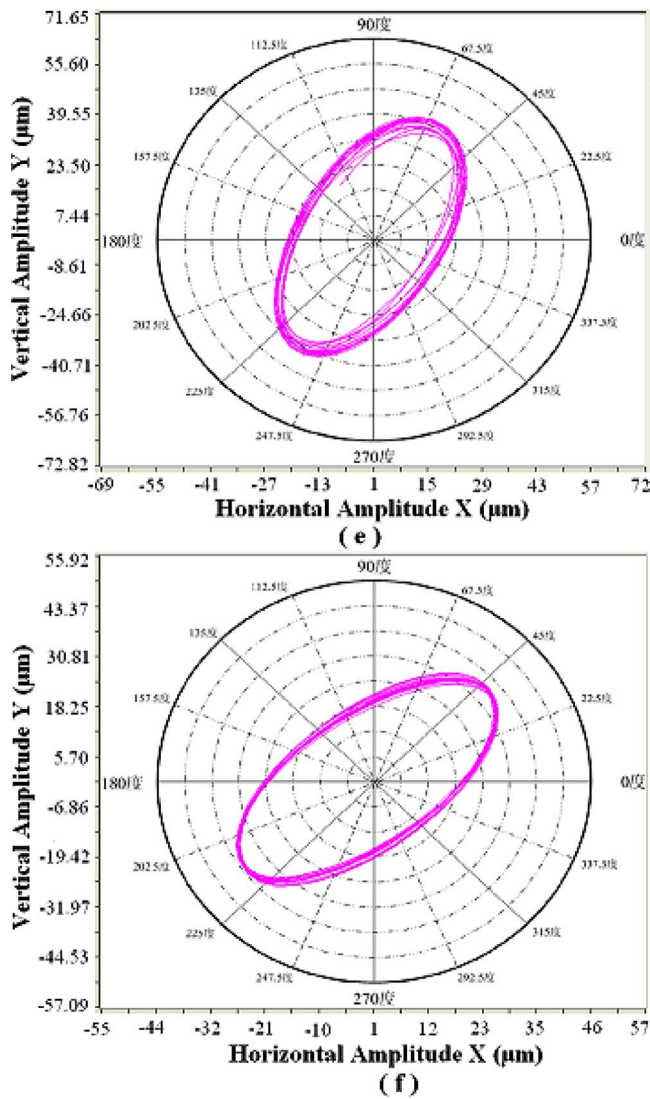 71.65
90度
112.5度
67.5度
55.60
135度
45度
39.55
157.5度
22.5度
23.50
7.44
180度
0度
-8.61
-24.66
202.5度
337.5度
-40.71
225度
315度
-56.76
247.5度
292.5度
270度
-72.82
Vertical Amplitude Y (μm)
-69 -55 -41 -27 -13 1 15 29 43 57 72
Horizontal Amplitude X (μm)
( e )
55.92
90度
112.5度
67.5度
43.37
135度
45度
30.81
157.5度
22.5度
18.25
5.70
180度
0度
-6.86
-19.42
202.5度
337.5度
-31.97
225度
315度
-44.53
247.5度
292.5度
270度
-57.09
Vertical Amplitude Y (μm)
-55 -44 -32 -21 -10 1 12 23 35 46 57
Horizontal Amplitude X (μm)
( f )